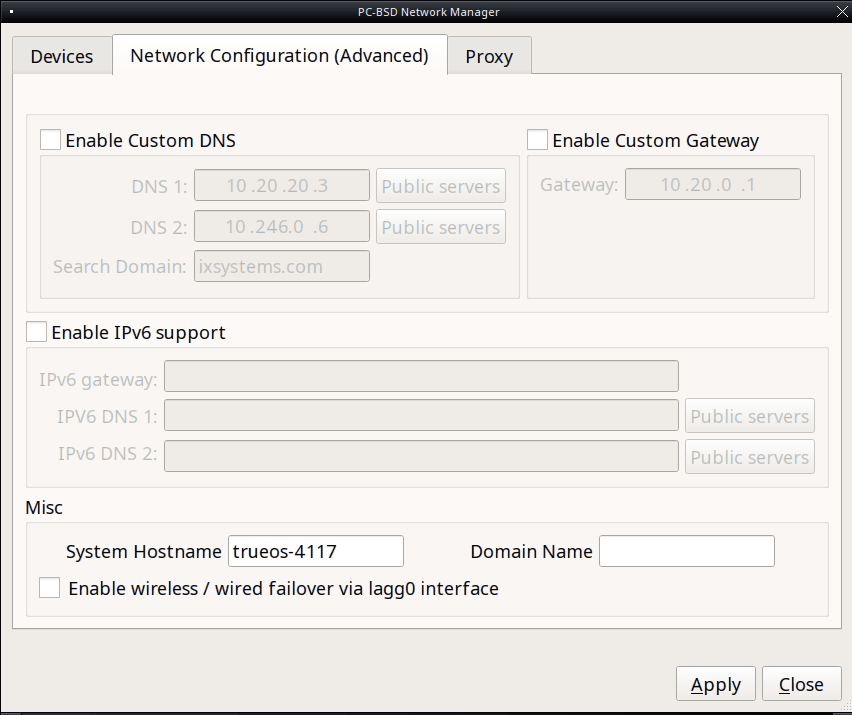 PC-BSD Network Manager
Devices Network Configuration (Advanced) Proxy
Enable Custom DNS Enable Custom Gateway
DNS 1: 10 .20 .20 .3 Public servers Gateway: 10 .20 .0 .1
DNS 2: 10 .246.0 .6 Public servers
Search Domain: ixsystems.com
Enable IPv6 support
IPv6 gateway:
IPV6 DNS 1: Public servers
IPv6 DNS 2: Public servers
Misc
System Hostname trueos-4117 Domain Name
Enable wireless / wired failover via lagg0 interface
Apply Close